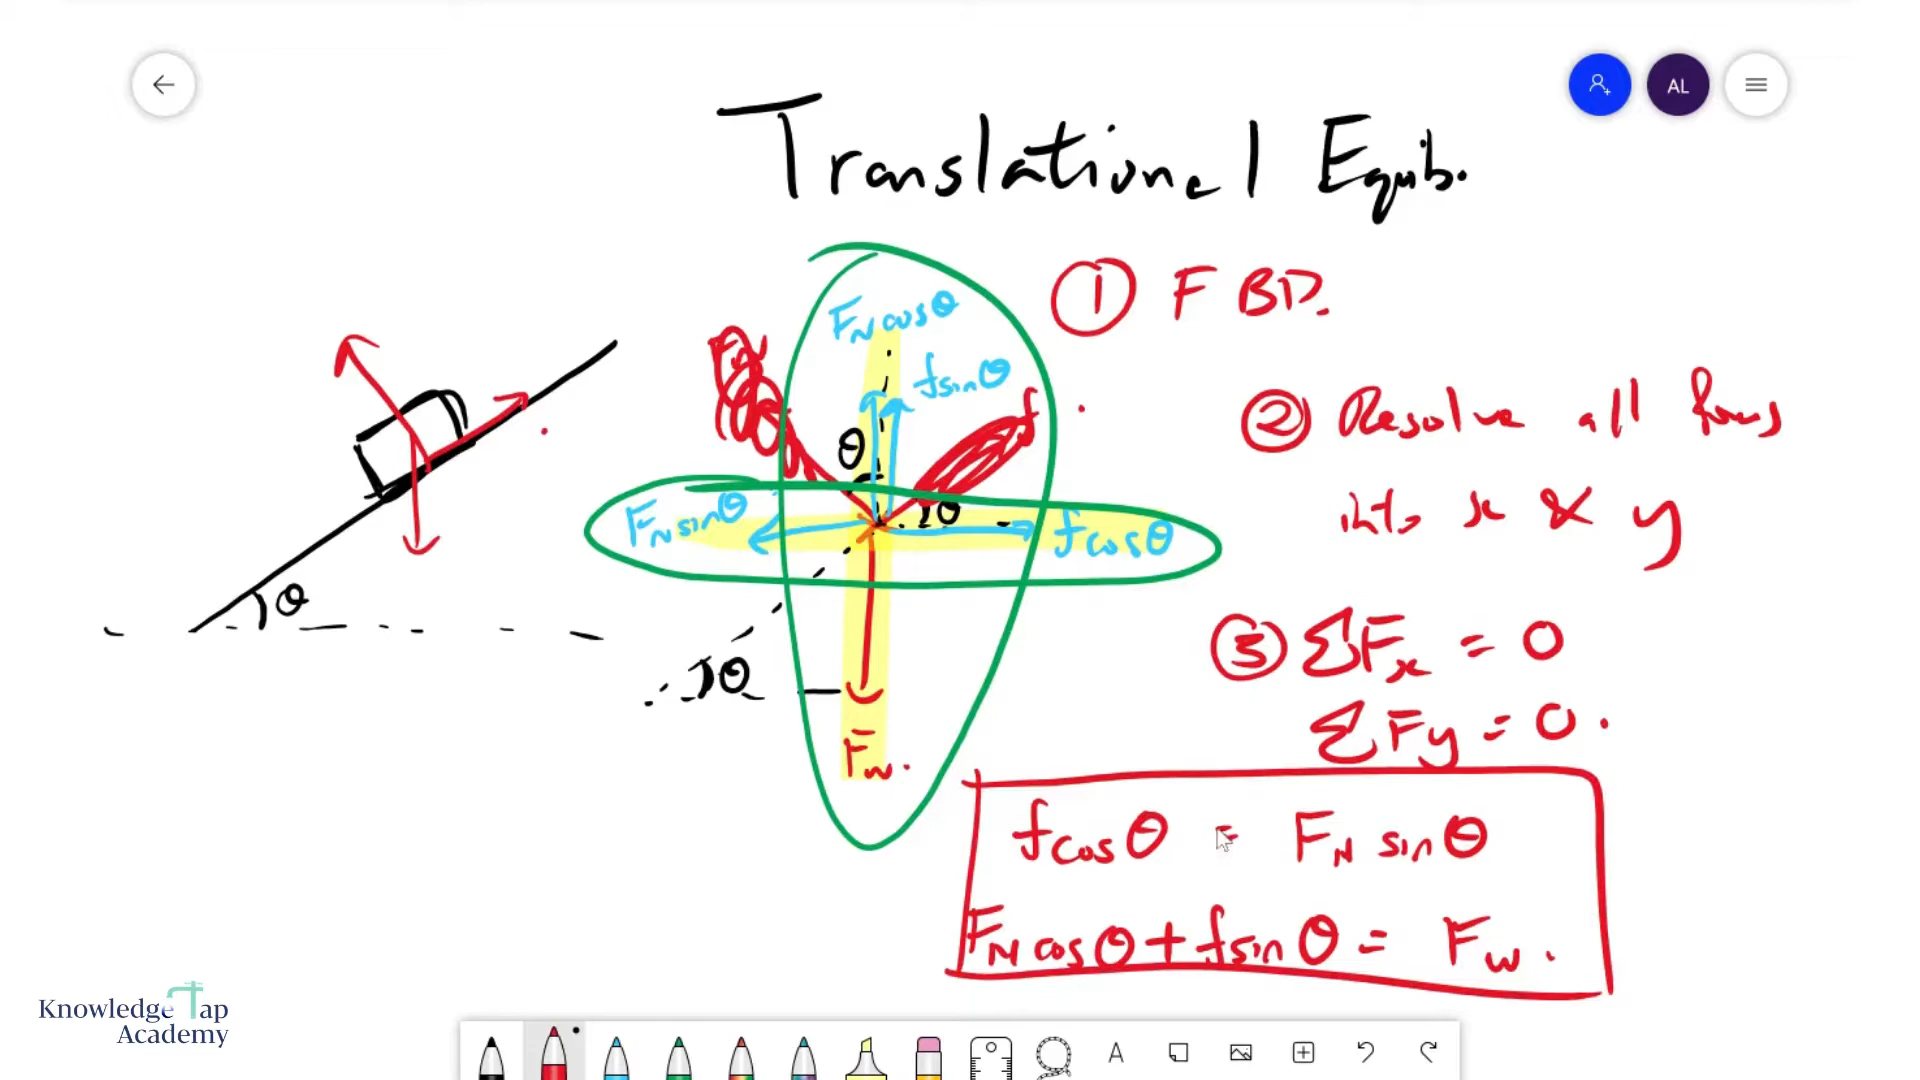 AL
Translational Equib.
① FBD.
② Resolve all forces
into x & y
③ ΣFx = 0
ΣFy = 0.
fcosθ = FN sinθ
FN cosθ + fsinθ = Fw.
FN cosθ
fsinθ
FN
f
θ
θ
FN sinθ
fcosθ
θ
θ
Fw.
Knowledge Tap
Academy
A